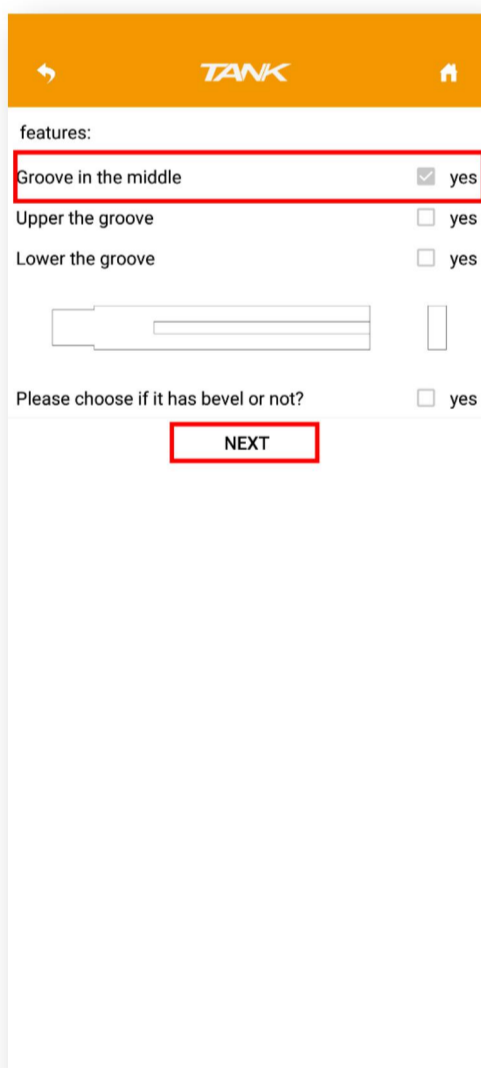 TANK
features:
Groove in the middle yes
Upper the groove yes
Lower the groove yes
Please choose if it has bevel or not? yes
NEXT